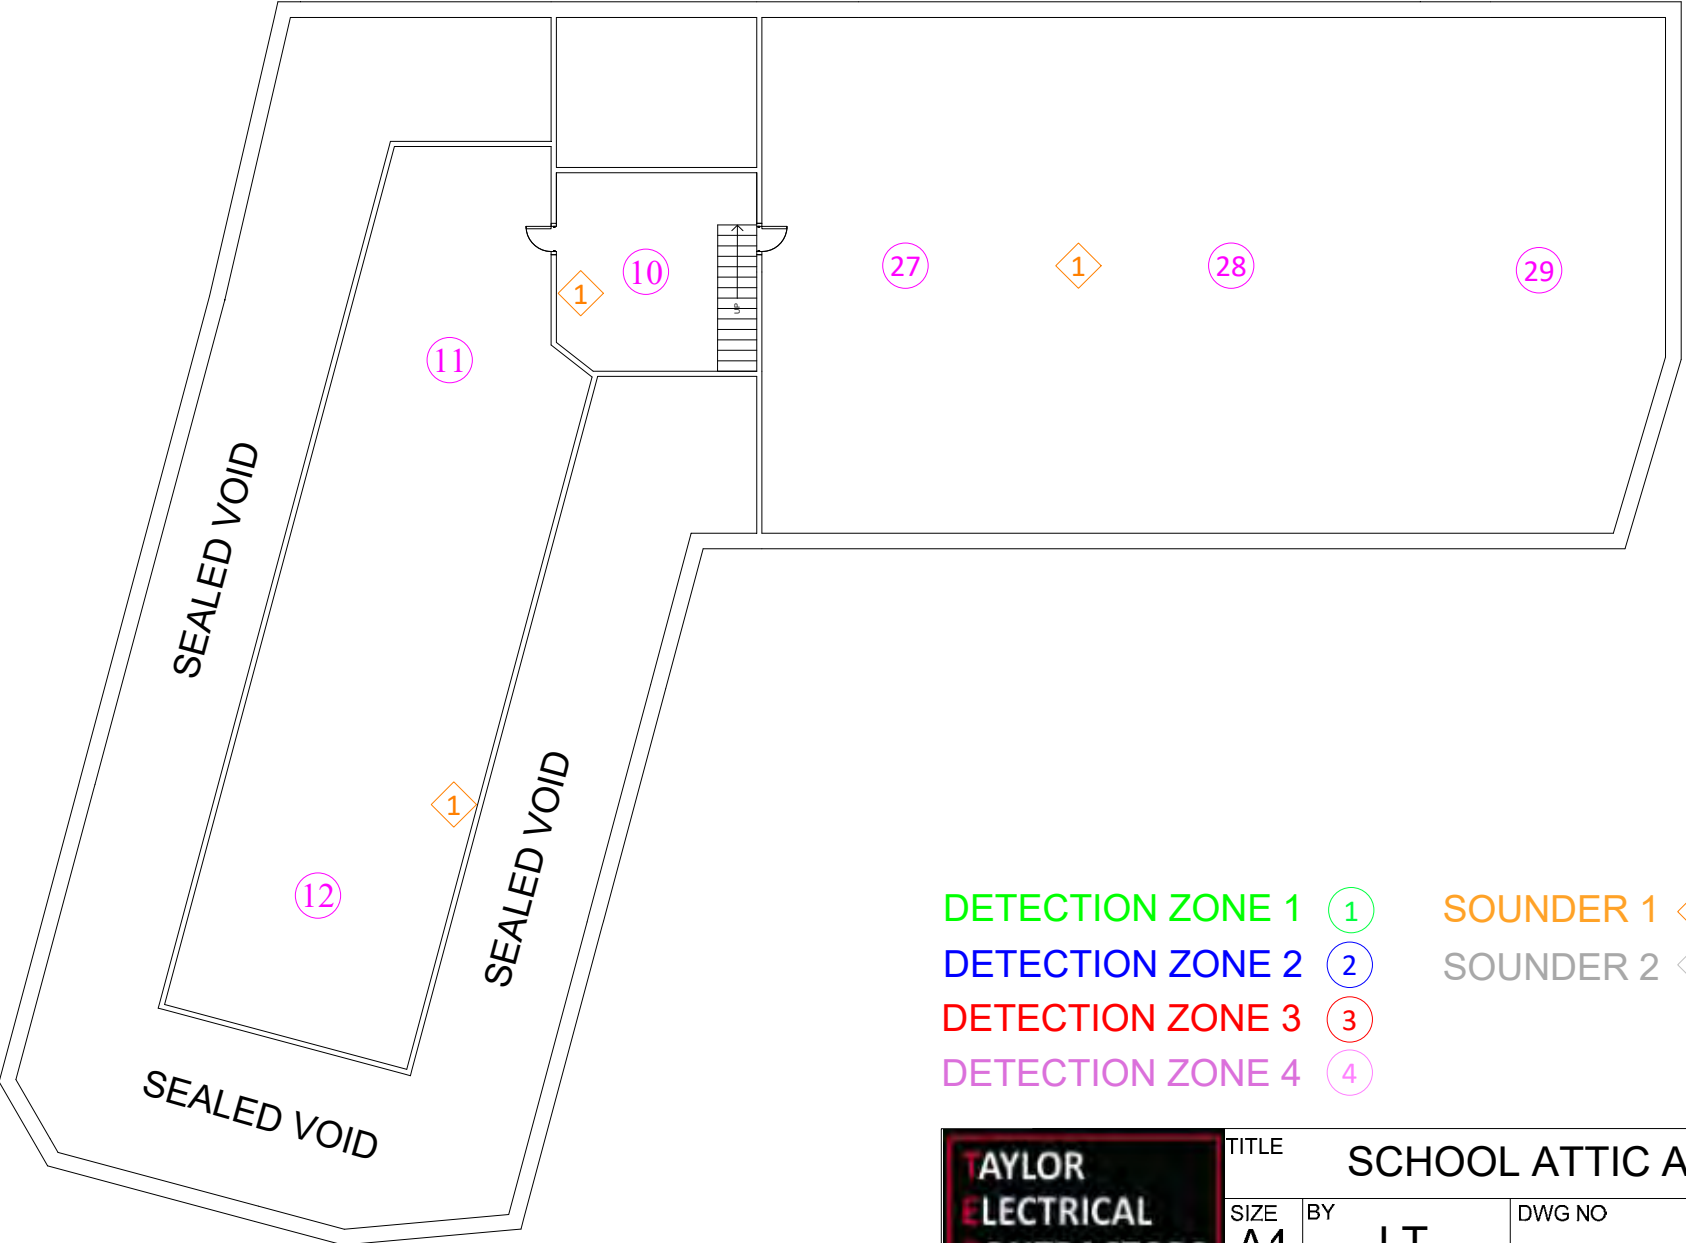 10
1
27
1
28
29
UP
11
SEALED VOID
1
SEALED VOID
12
SEALED VOID
DETECTION ZONE 1 1
SOUNDER 1
DETECTION ZONE 2 2
SOUNDER 2
DETECTION ZONE 3 3
DETECTION ZONE 4 4
TAYLOR
ELECTRICAL
TITLE
SCHOOL ATTIC A
SIZE
A4
BY
DWG NO